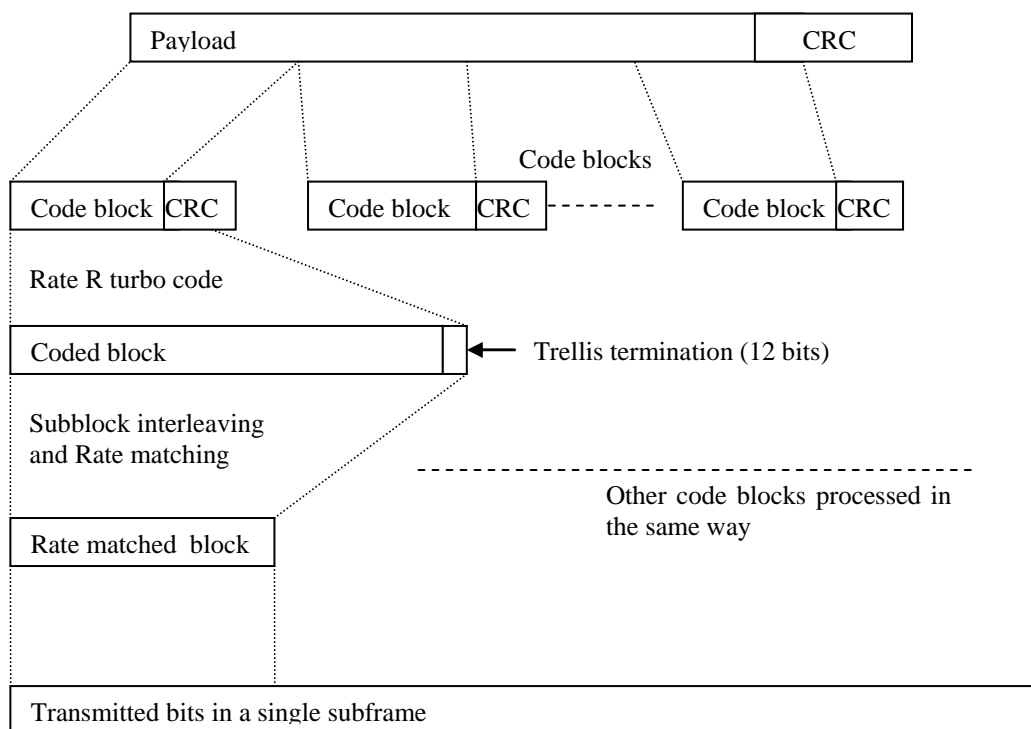 Payload
CRC
Code blocks
Code block
CRC
Code block
CRC
Code block
CRC
Rate R turbo code
Coded block
Trellis termination (12 bits)
Subblock interleaving
and Rate matching
Other code blocks processed in
the same way
Rate matched block
Transmitted bits in a single subframe